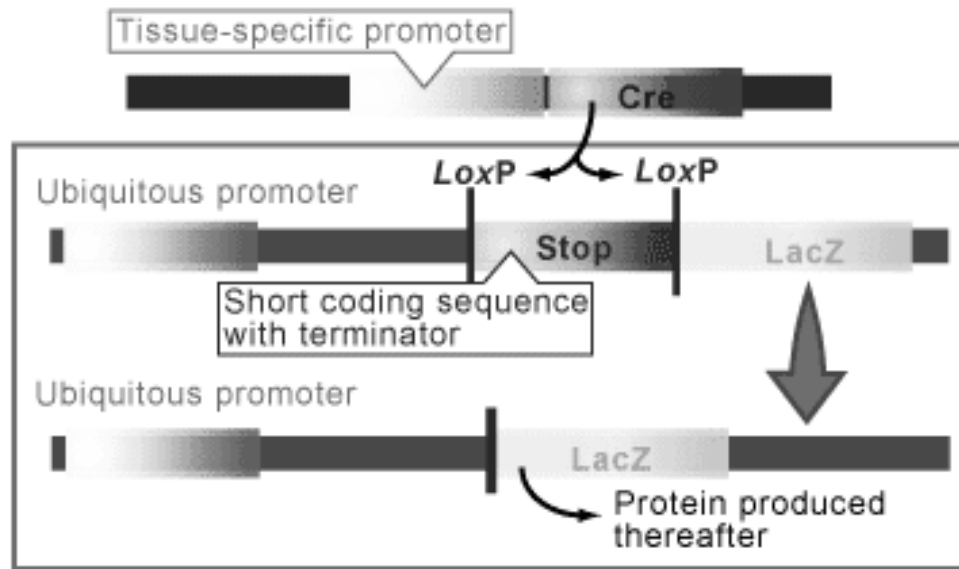 Tissue-specific promoter
Cre
LoxP LoxP
Ubiquitous promoter
Stop LacZ
Short coding sequence
with terminator
Ubiquitous promoter
LacZ
Protein produced
thereafter